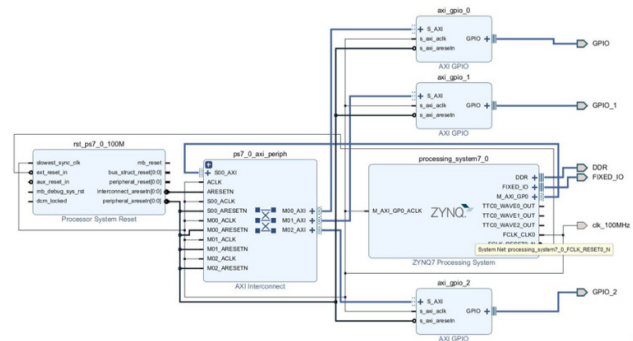 axi_gpio_0
S_AXI
s_axi_aclk
s_axi_aresetn
GPIO
AXI GPIO
GPIO
axi_gpio_1
S_AXI
s_axi_aclk
s_axi_aresetn
GPIO
AXI GPIO
GPIO_1
rst_ps7_0_100M
slowest_sync_clk
ext_reset_in
aux_reset_in
mb_debug_sys_rst
dcm_locked
mb_reset
bus_struct_reset[0:0]
peripheral_reset[0:0]
interconnect_aresetn[0:0]
peripheral_aresetn[0:0]
Processor System Reset
ps7_0_axi_periph
S00_AXI
ACLK
ARESETN
S00_ACLK
S00_ARESETN
M00_ACLK
M00_ARESETN
M01_ACLK
M01_ARESETN
M02_ACLK
M02_ARESETN
M00_AXI
M01_AXI
M02_AXI
AXI Interconnect
processing_system7_0
M_AXI_GP0_ACLK
ZYNQ
DDR
FIXED_IO
M_AXI_GP0
TTC0_WAVE0_OUT
TTC0_WAVE1_OUT
TTC0_WAVE2_OUT
FCLK_CLK0
FCLK_RESET0_N
System Net: processing_system7_0_FCLK_RESET0_N
ZYNQ7 Processing System
DDR
FIXED_IO
clk_100MHz
axi_gpio_2
S_AXI
s_axi_aclk
s_axi_aresetn
GPIO
AXI GPIO
GPIO_2